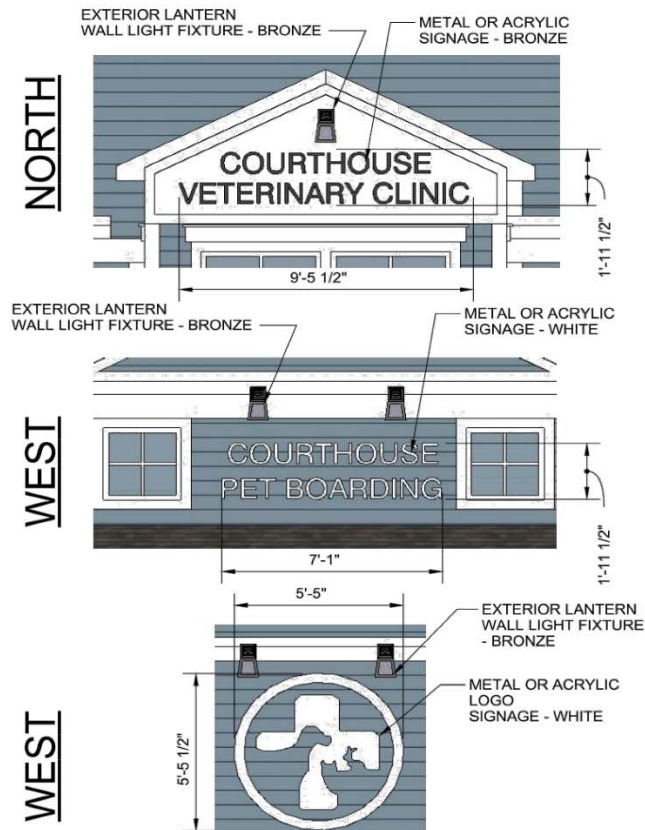 EXTERIOR LANTERN
WALL LIGHT FIXTURE - BRONZE
METAL OR ACRYLIC
SIGNAGE - BRONZE
NORTH
COURTHOUSE
VETERINARY CLINIC
1'-11 1/2"
9'-5 1/2"
EXTERIOR LANTERN
WALL LIGHT FIXTURE - BRONZE
METAL OR ACRYLIC
SIGNAGE - WHITE
WEST
COURTHOUSE
PET BOARDING
1'-11 1/2"
7'-1"
5'-5"
EXTERIOR LANTERN
WALL LIGHT FIXTURE
- BRONZE
METAL OR ACRYLIC
LOGO
SIGNAGE - WHITE
5'-5 1/2"
WEST